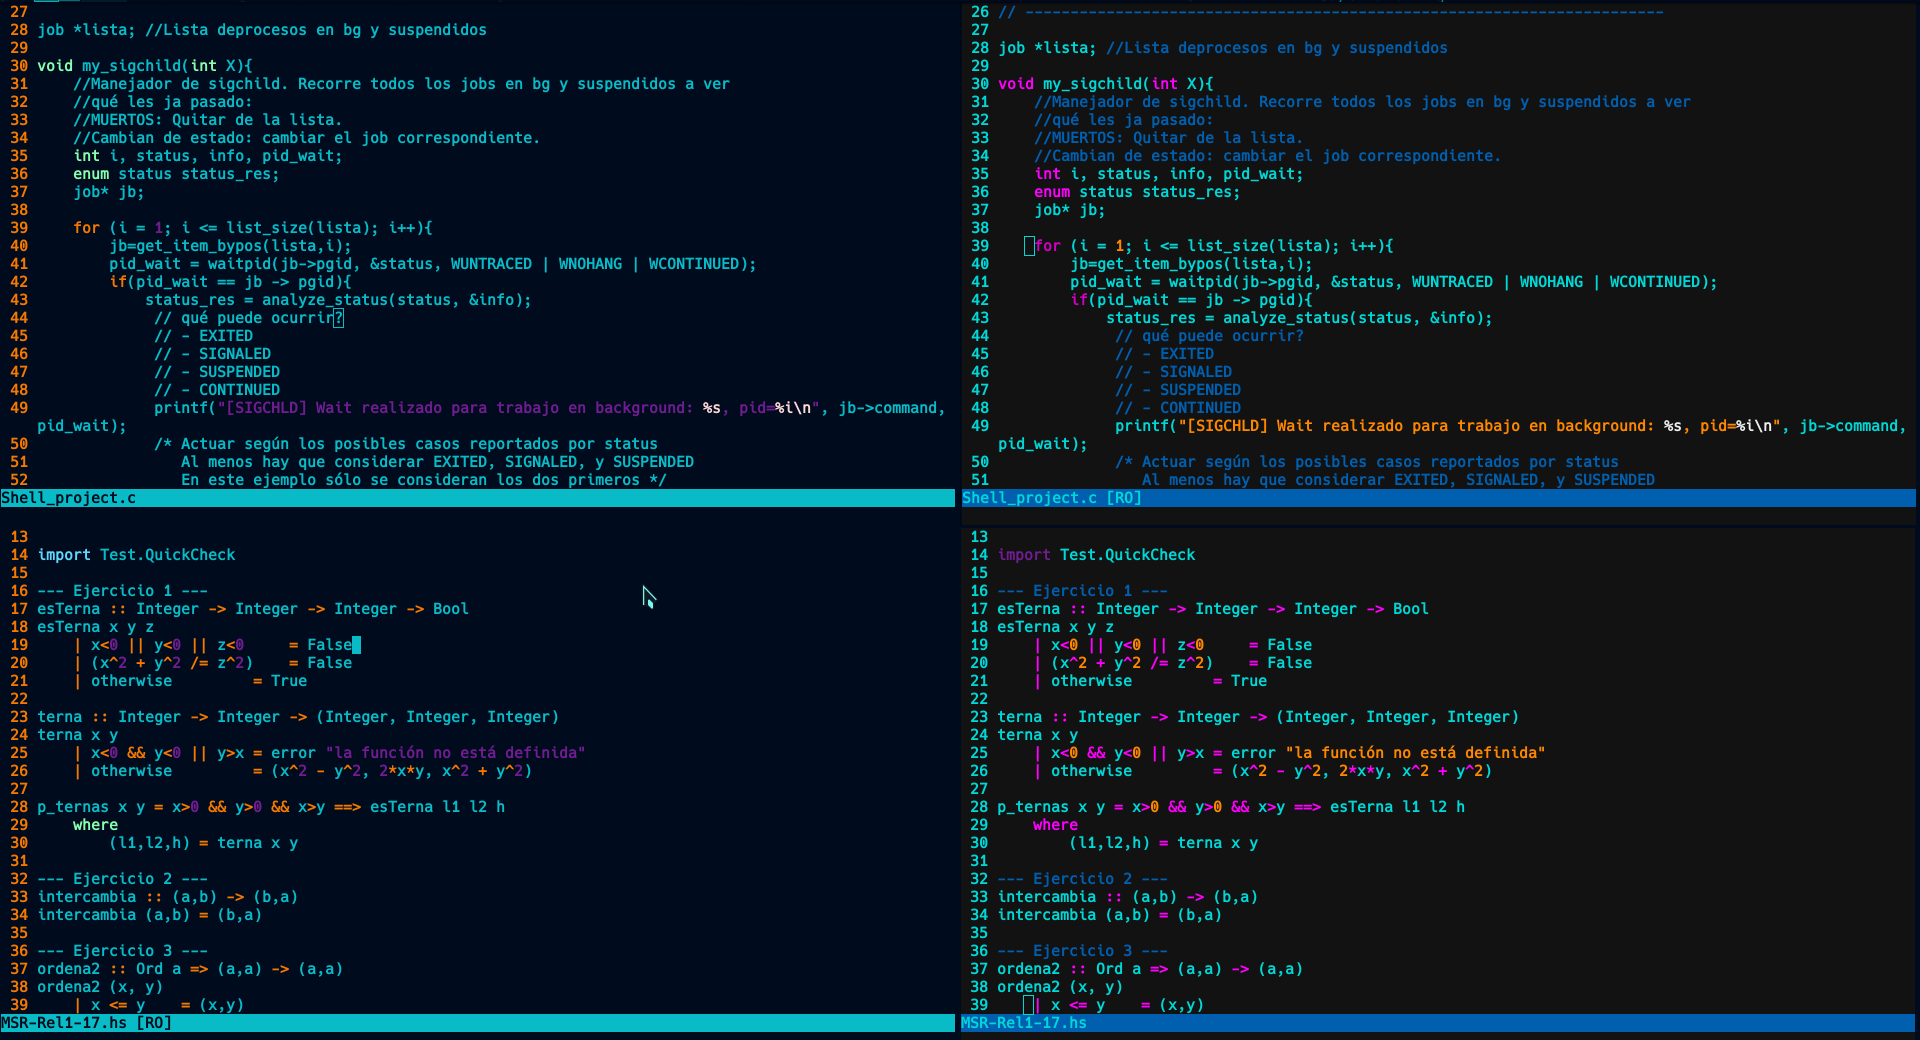 27
28 job *lista; //Lista deprocesos en bg y suspendidos
29
30 void my_sigchild(int X){
31     //Manejador de sigchild. Recorre todos los jobs en bg y suspendidos a ver
32     //qué les ja pasado:
33     //MUERTOS: Quitar de la lista.
34     //Cambian de estado: cambiar el job correspondiente.
35     int i, status, info, pid_wait;
36     enum status status_res;
37     job* jb;
38
39     for (i = 1; i <= list_size(lista); i++){
40         jb=get_item_bypos(lista,i);
41         pid_wait = waitpid(jb->pgid, &status, WUNTRACED | WNOHANG | WCONTINUED);
42         if(pid_wait == jb -> pgid){
43             status_res = analyze_status(status, &info);
44              // qué puede ocurrir?
45              // - EXITED
46              // - SIGNALED
47              // - SUSPENDED
48              // - CONTINUED
49              printf("[SIGCHLD] Wait realizado para trabajo en background: %s, pid=%i\n", jb->command,
pid_wait);
50              /* Actuar según los posibles casos reportados por status
51                 Al menos hay que considerar EXITED, SIGNALED, y SUSPENDED
52                 En este ejemplo sólo se consideran los dos primeros */
Shell_project.c
26 // -----------------------------------------------------------------------
27
28 job *lista; //Lista deprocesos en bg y suspendidos
29
30 void my_sigchild(int X){
31     //Manejador de sigchild. Recorre todos los jobs en bg y suspendidos a ver
32     //qué les ja pasado:
33     //MUERTOS: Quitar de la lista.
34     //Cambian de estado: cambiar el job correspondiente.
35     int i, status, info, pid_wait;
36     enum status status_res;
37     job* jb;
38
39     for (i = 1; i <= list_size(lista); i++){
40         jb=get_item_bypos(lista,i);
41         pid_wait = waitpid(jb->pgid, &status, WUNTRACED | WNOHANG | WCONTINUED);
42         if(pid_wait == jb -> pgid){
43             status_res = analyze_status(status, &info);
44              // qué puede ocurrir?
45              // - EXITED
46              // - SIGNALED
47              // - SUSPENDED
48              // - CONTINUED
49              printf("[SIGCHLD] Wait realizado para trabajo en background: %s, pid=%i\n", jb->command,
pid_wait);
50              /* Actuar según los posibles casos reportados por status
51                 Al menos hay que considerar EXITED, SIGNALED, y SUSPENDED
Shell_project.c [RO]
13
14 import Test.QuickCheck
15
16 --- Ejercicio 1 ---
17 esTerna :: Integer -> Integer -> Integer -> Bool
18 esTerna x y z
19     | x<0 || y<0 || z<0     = False
20     | (x^2 + y^2 /= z^2)    = False
21     | otherwise         = True
22
23 terna :: Integer -> Integer -> (Integer, Integer, Integer)
24 terna x y
25     | x<0 && y<0 || y>x = error "la función no está definida"
26     | otherwise         = (x^2 - y^2, 2*x*y, x^2 + y^2)
27
28 p_ternas x y = x>0 && y>0 && x>y ==> esTerna l1 l2 h
29     where
30         (l1,l2,h) = terna x y
31
32 --- Ejercicio 2 ---
33 intercambia :: (a,b) -> (b,a)
34 intercambia (a,b) = (b,a)
35
36 --- Ejercicio 3 ---
37 ordena2 :: Ord a => (a,a) -> (a,a)
38 ordena2 (x, y)
39     | x <= y    = (x,y)
MSR-Rel1-17.hs [RO]
13
14 import Test.QuickCheck
15
16 --- Ejercicio 1 ---
17 esTerna :: Integer -> Integer -> Integer -> Bool
18 esTerna x y z
19     | x<0 || y<0 || z<0     = False
20     | (x^2 + y^2 /= z^2)    = False
21     | otherwise         = True
22
23 terna :: Integer -> Integer -> (Integer, Integer, Integer)
24 terna x y
25     | x<0 && y<0 || y>x = error "la función no está definida"
26     | otherwise         = (x^2 - y^2, 2*x*y, x^2 + y^2)
27
28 p_ternas x y = x>0 && y>0 && x>y ==> esTerna l1 l2 h
29     where
30         (l1,l2,h) = terna x y
31
32 --- Ejercicio 2 ---
33 intercambia :: (a,b) -> (b,a)
34 intercambia (a,b) = (b,a)
35
36 --- Ejercicio 3 ---
37 ordena2 :: Ord a => (a,a) -> (a,a)
38 ordena2 (x, y)
39     | x <= y    = (x,y)
MSR-Rel1-17.hs